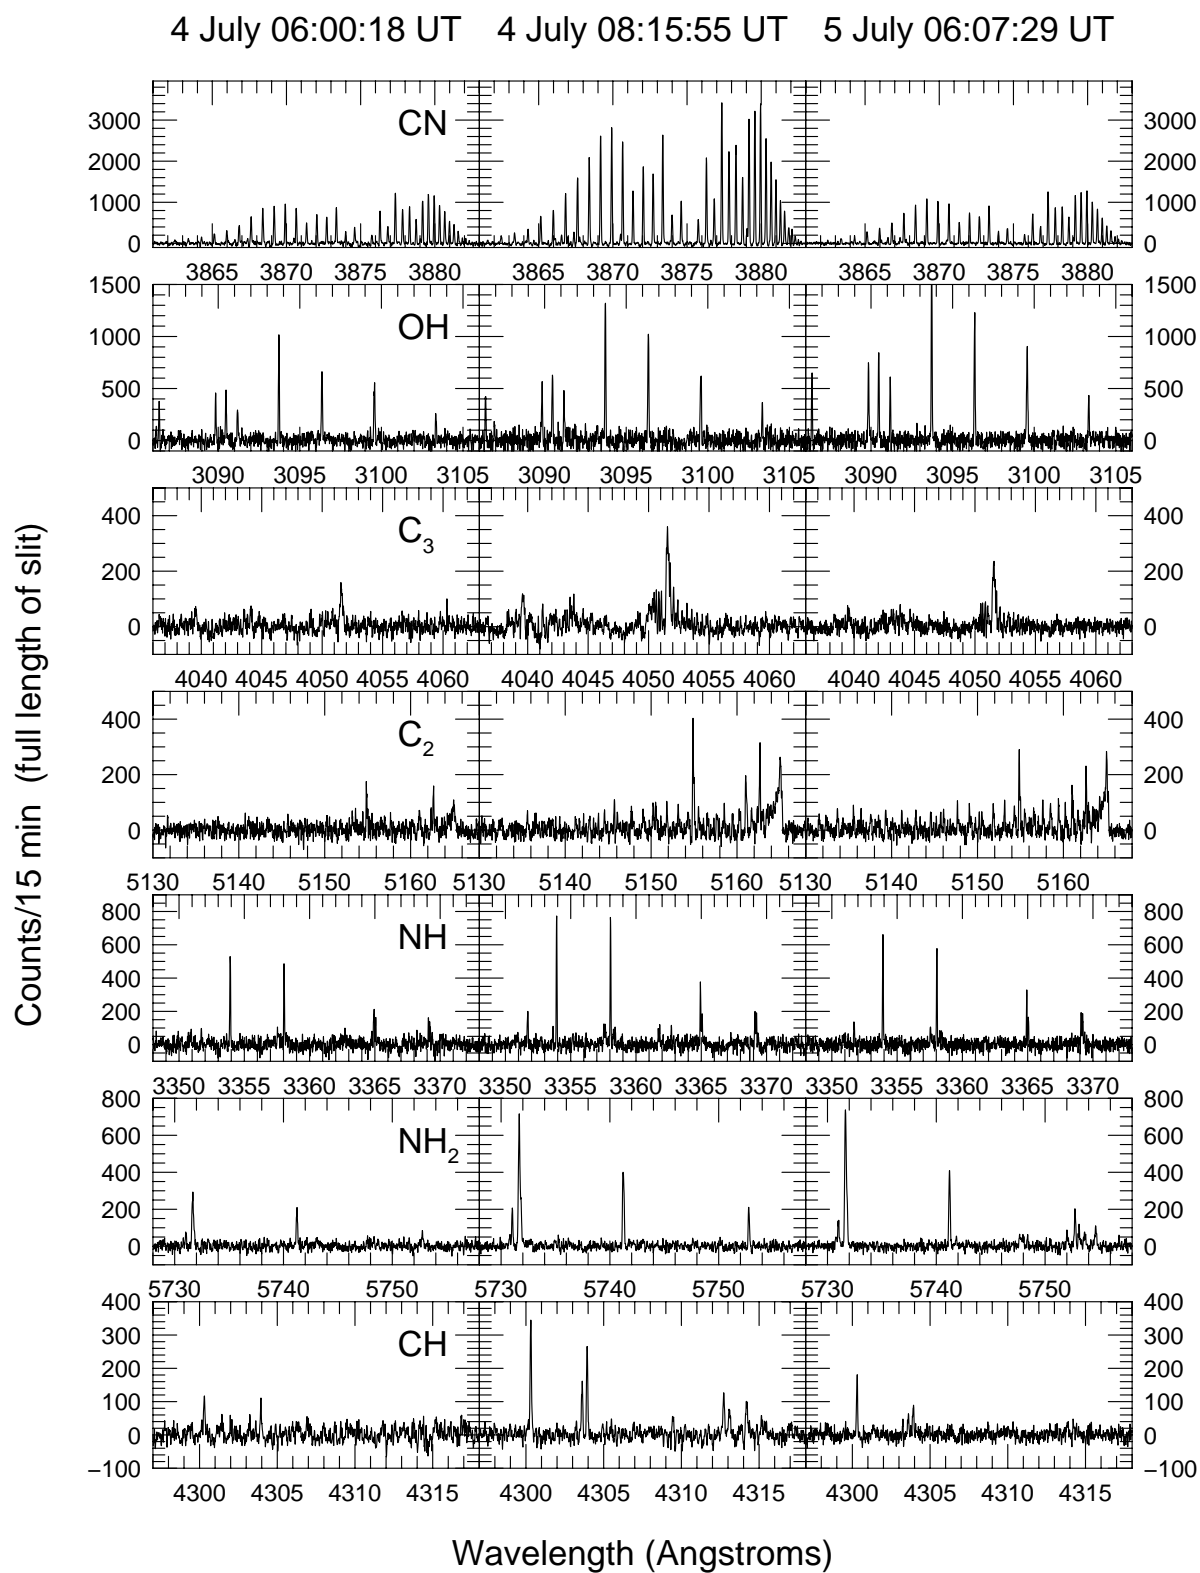 4 July 06:00:18 UT 4 July 08:15:55 UT 5 July 06:07:29 UT
3000 CN 3000
2000 2000
1000 1000
0 0
3865 3870 3875 3880 3865 3870 3875 3880 3865 3870 3875 3880
1500 1500
OH
1000 1000
500 500
0 0
3090 3095 3100 3105 3090 3095 3100 3105 3090 3095 3100 3105
400 C3 400
200 200
0 0
4040 4045 4050 4055 4060 4040 4045 4050 4055 4060 4040 4045 4050 4055 4060
400 C2 400
200 200
0 0
5130 5140 5150 5160 5130 5140 5150 5160 5130 5140 5150 5160
800 NH 800
600 600
400 400
200 200
0 0
3350 3355 3360 3365 3370 3350 3355 3360 3365 3370 3350 3355 3360 3365 3370
800 800
600 NH2 600
400 400
200 200
0 0
5730 5740 5750 5730 5740 5750 5730 5740 5750
400 400
300 CH 300
200 200
100 100
0 0
−100 −100
4300 4305 4310 4315 4300 4305 4310 4315 4300 4305 4310 4315
Counts/15 min (full length of slit)
Wavelength (Angstroms)